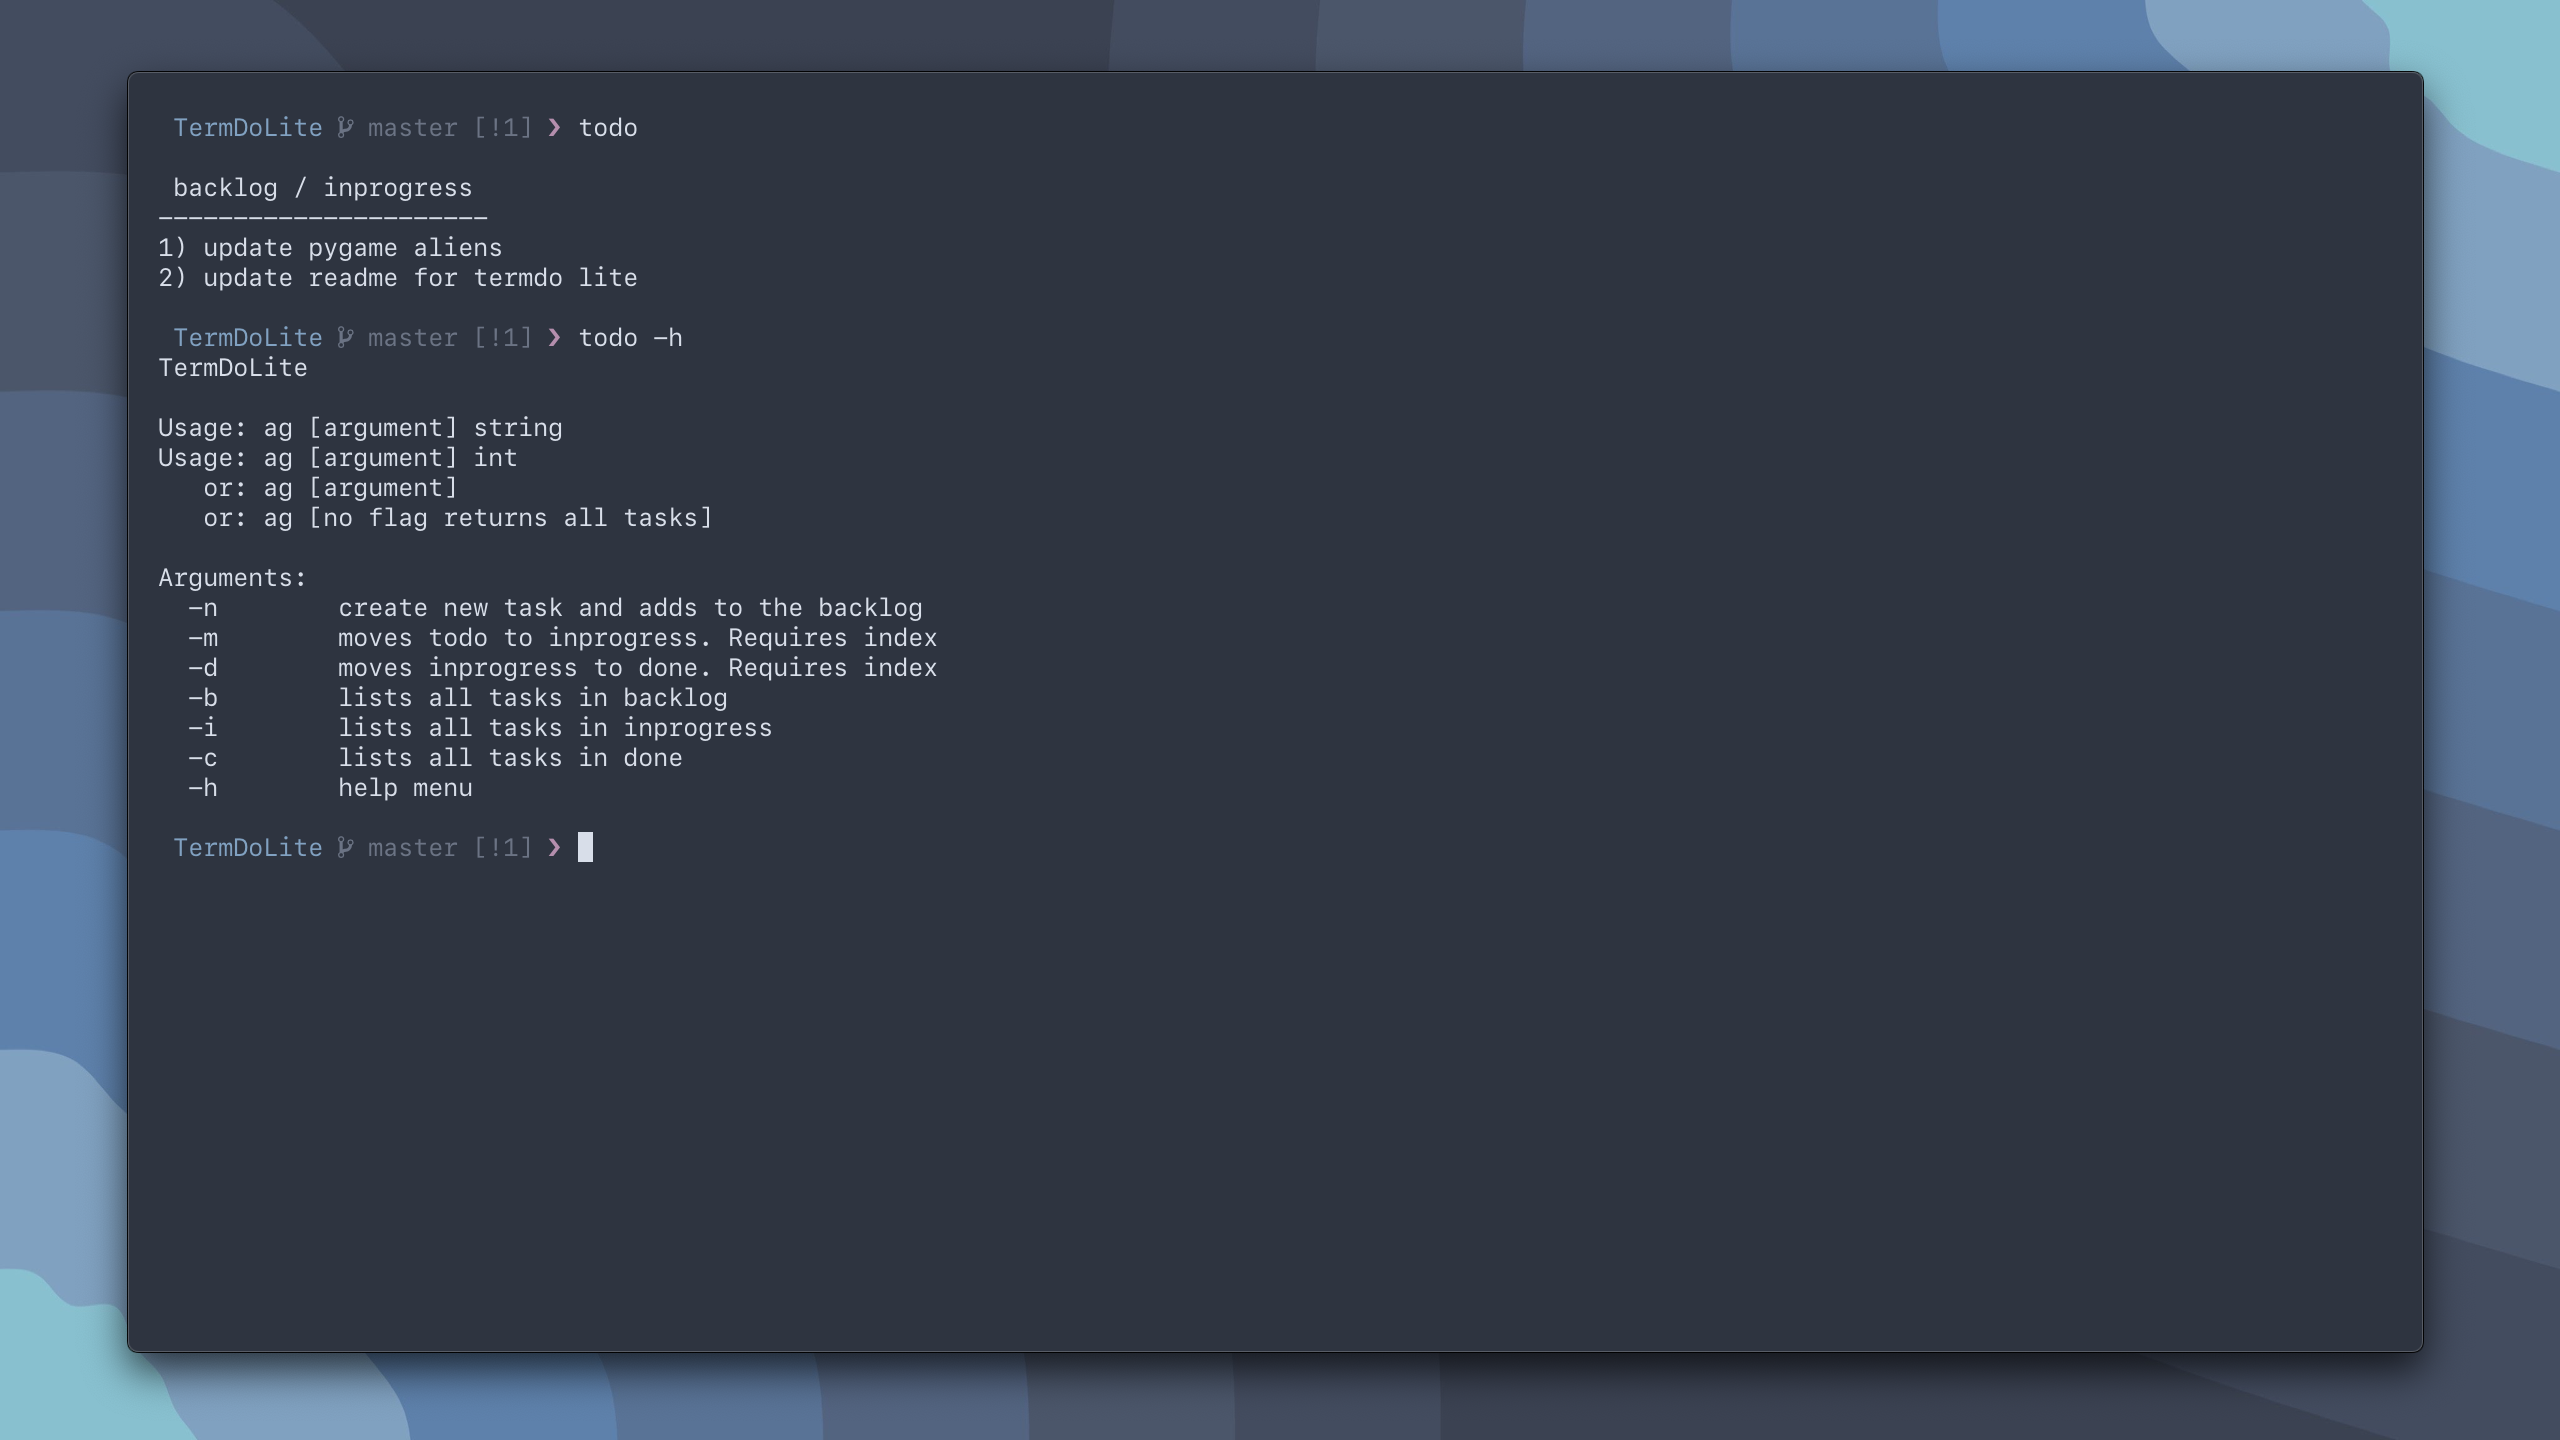 TermDoLite master [!1] ❯ todo
backlog / inprogress
----------------------
1) update pygame aliens
2) update readme for termdo lite
TermDoLite master [!1] ❯ todo -h
TermDoLite
Usage: ag [argument] string
Usage: ag [argument] int
or: ag [argument]
or: ag [no flag returns all tasks]
Arguments:
-n create new task and adds to the backlog
-m moves todo to inprogress. Requires index
-d moves inprogress to done. Requires index
-b lists all tasks in backlog
-i lists all tasks in inprogress
-c lists all tasks in done
-h help menu
TermDoLite master [!1] ❯